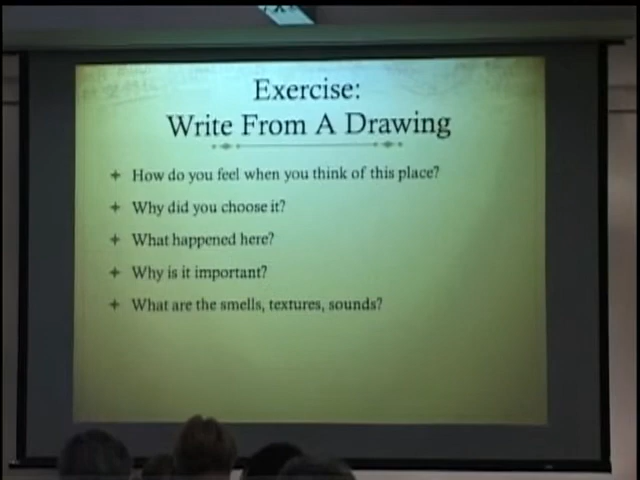 Exercise:
Write From A Drawing
How do you feel when you think of this place?
Why did you choose it?
What happened here?
Why is it important?
What are the smells, textures, sounds?